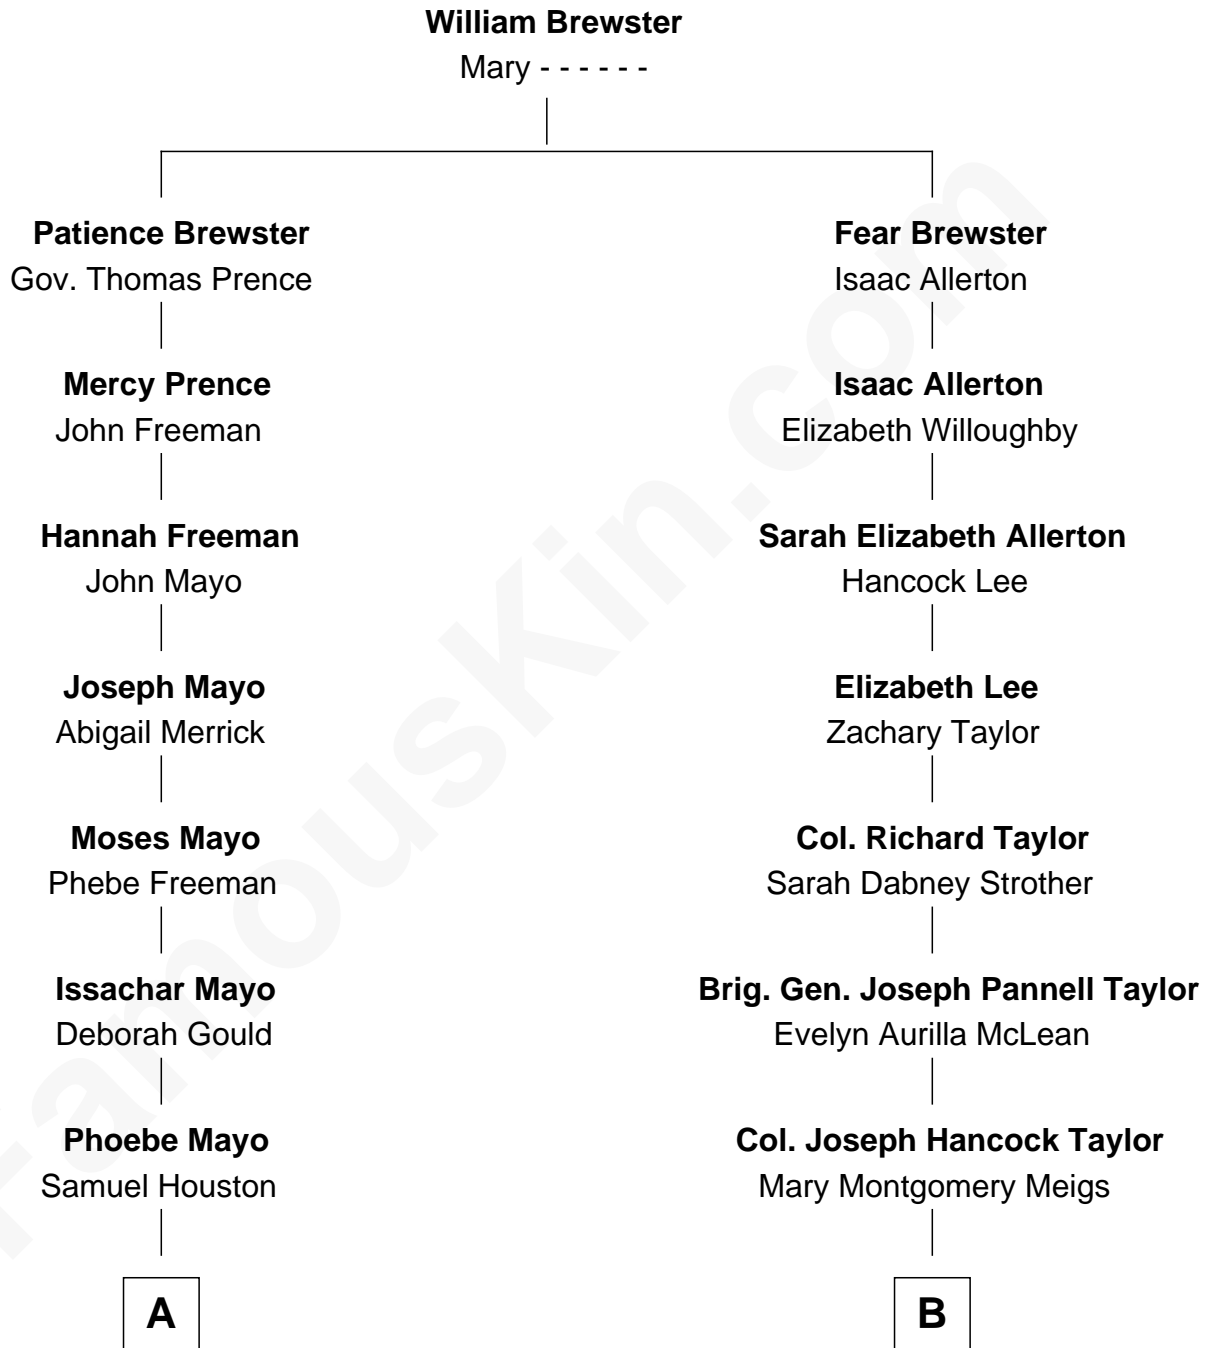 William Brewster
Mary - - - - - -
Patience Brewster
Gov. Thomas Prence
Fear Brewster
Isaac Allerton
Mercy Prence
John Freeman
Isaac Allerton
Elizabeth Willoughby
Hannah Freeman
John Mayo
Sarah Elizabeth Allerton
Hancock Lee
Joseph Mayo
Abigail Merrick
Elizabeth Lee
Zachary Taylor
Moses Mayo
Phebe Freeman
Col. Richard Taylor
Sarah Dabney Strother
Issachar Mayo
Deborah Gould
Brig. Gen. Joseph Pannell Taylor
Evelyn Aurilla McLean
Phoebe Mayo
Samuel Houston
Col. Joseph Hancock Taylor
Mary Montgomery Meigs
A
B
FamousKin.com